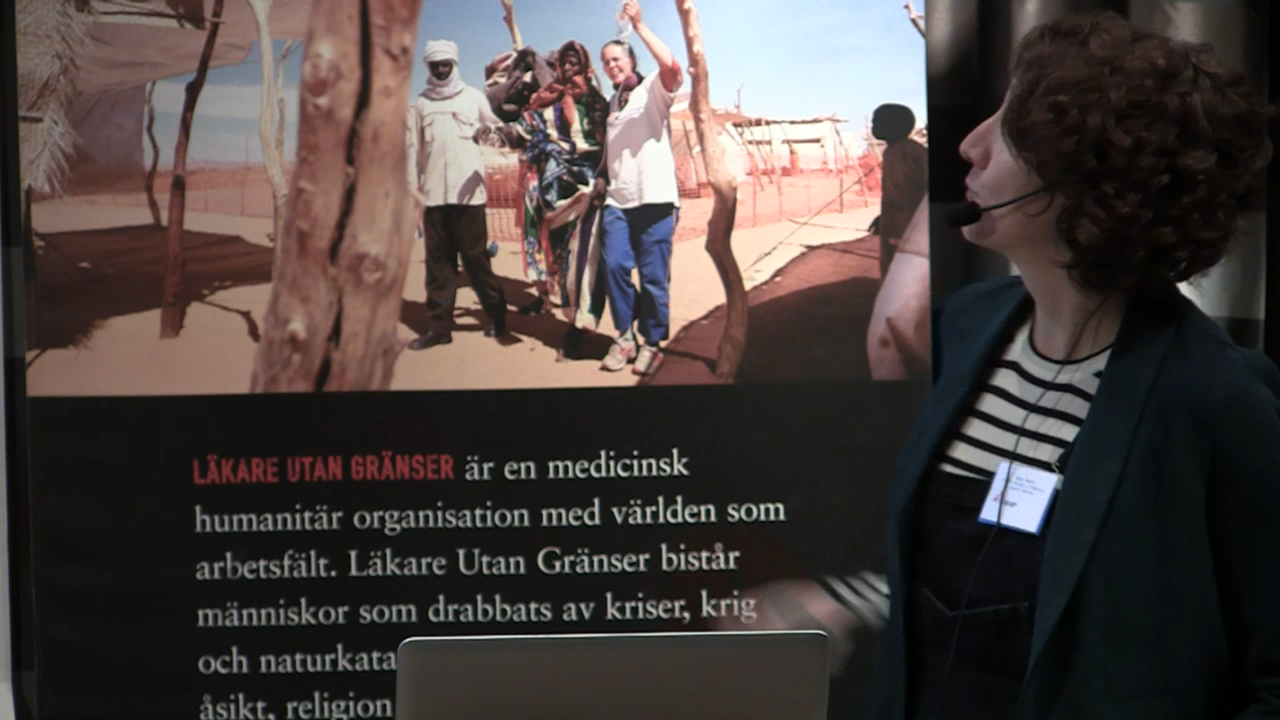 LÄKARE UTAN GRÄNSER är en medicinsk
humanitär organisation med världen som
arbetsfält. Läkare Utan Gränser bistår
människor som drabbats av kriser, krig
och naturkata
åsikt, religion